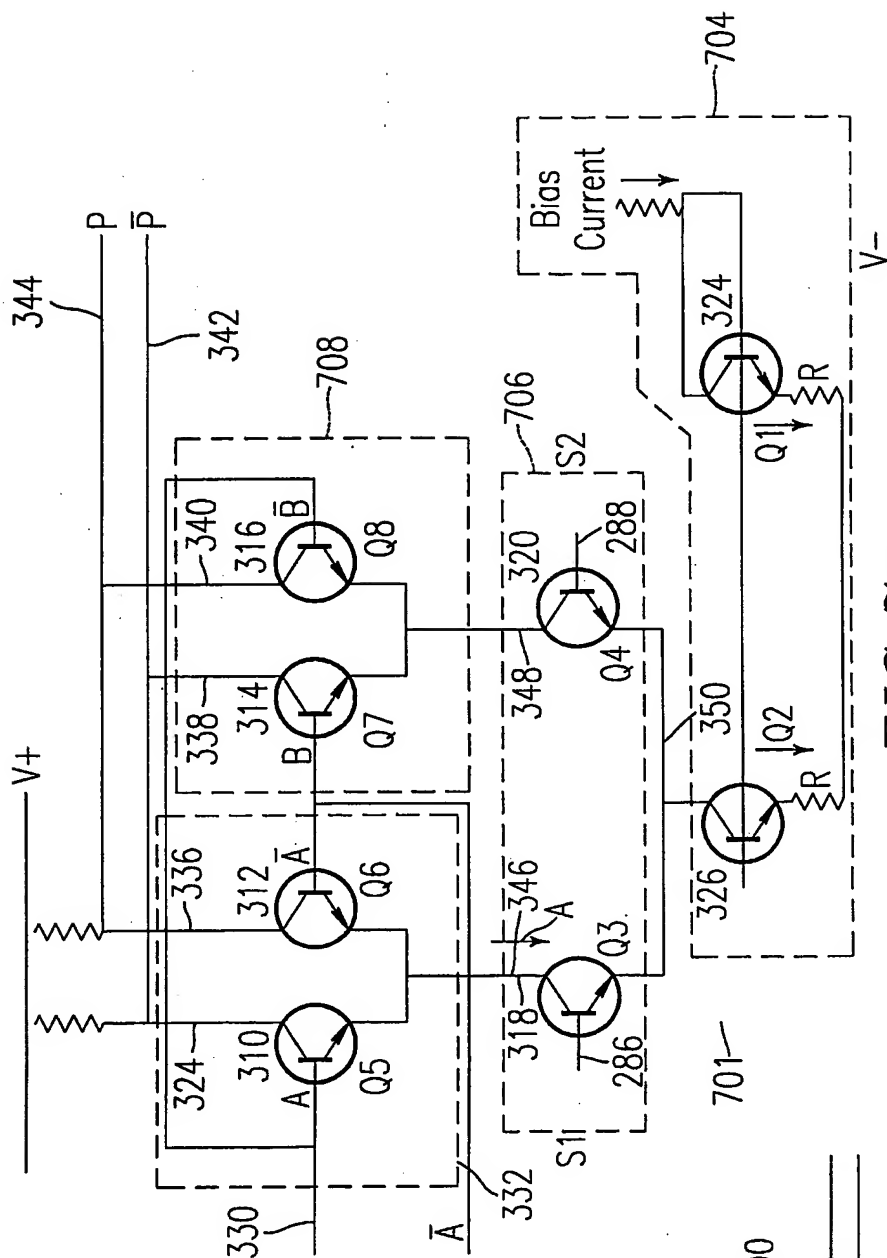 V+
344
P
P̅
342
324
336
338
340
708
310
312
314
316
A
A̅
B
B̅
Q5
Q6
Q7
Q8
330
332
A̅
346
A
348
706
S1
S2
318
320
Q3
Q4
286
288
350
704
Bias
Current
326
324
Q2
Q1
R
R
701
V−
00